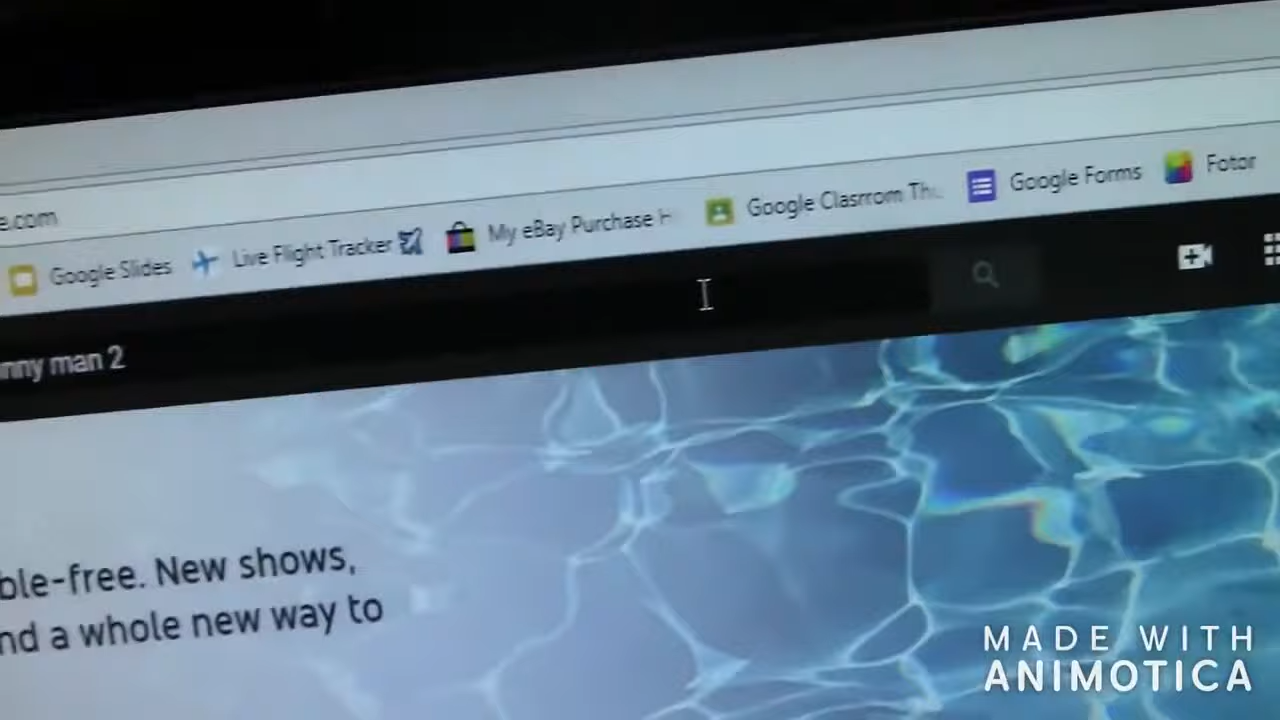 e.com
Google Slides
Live Flight Tracker
My eBay Purchase H
Google Clasrrom Th
Google Forms
Fotor
nny man 2
ble-free. New shows,
nd a whole new way to
MADE WITH
ANIMOTICA